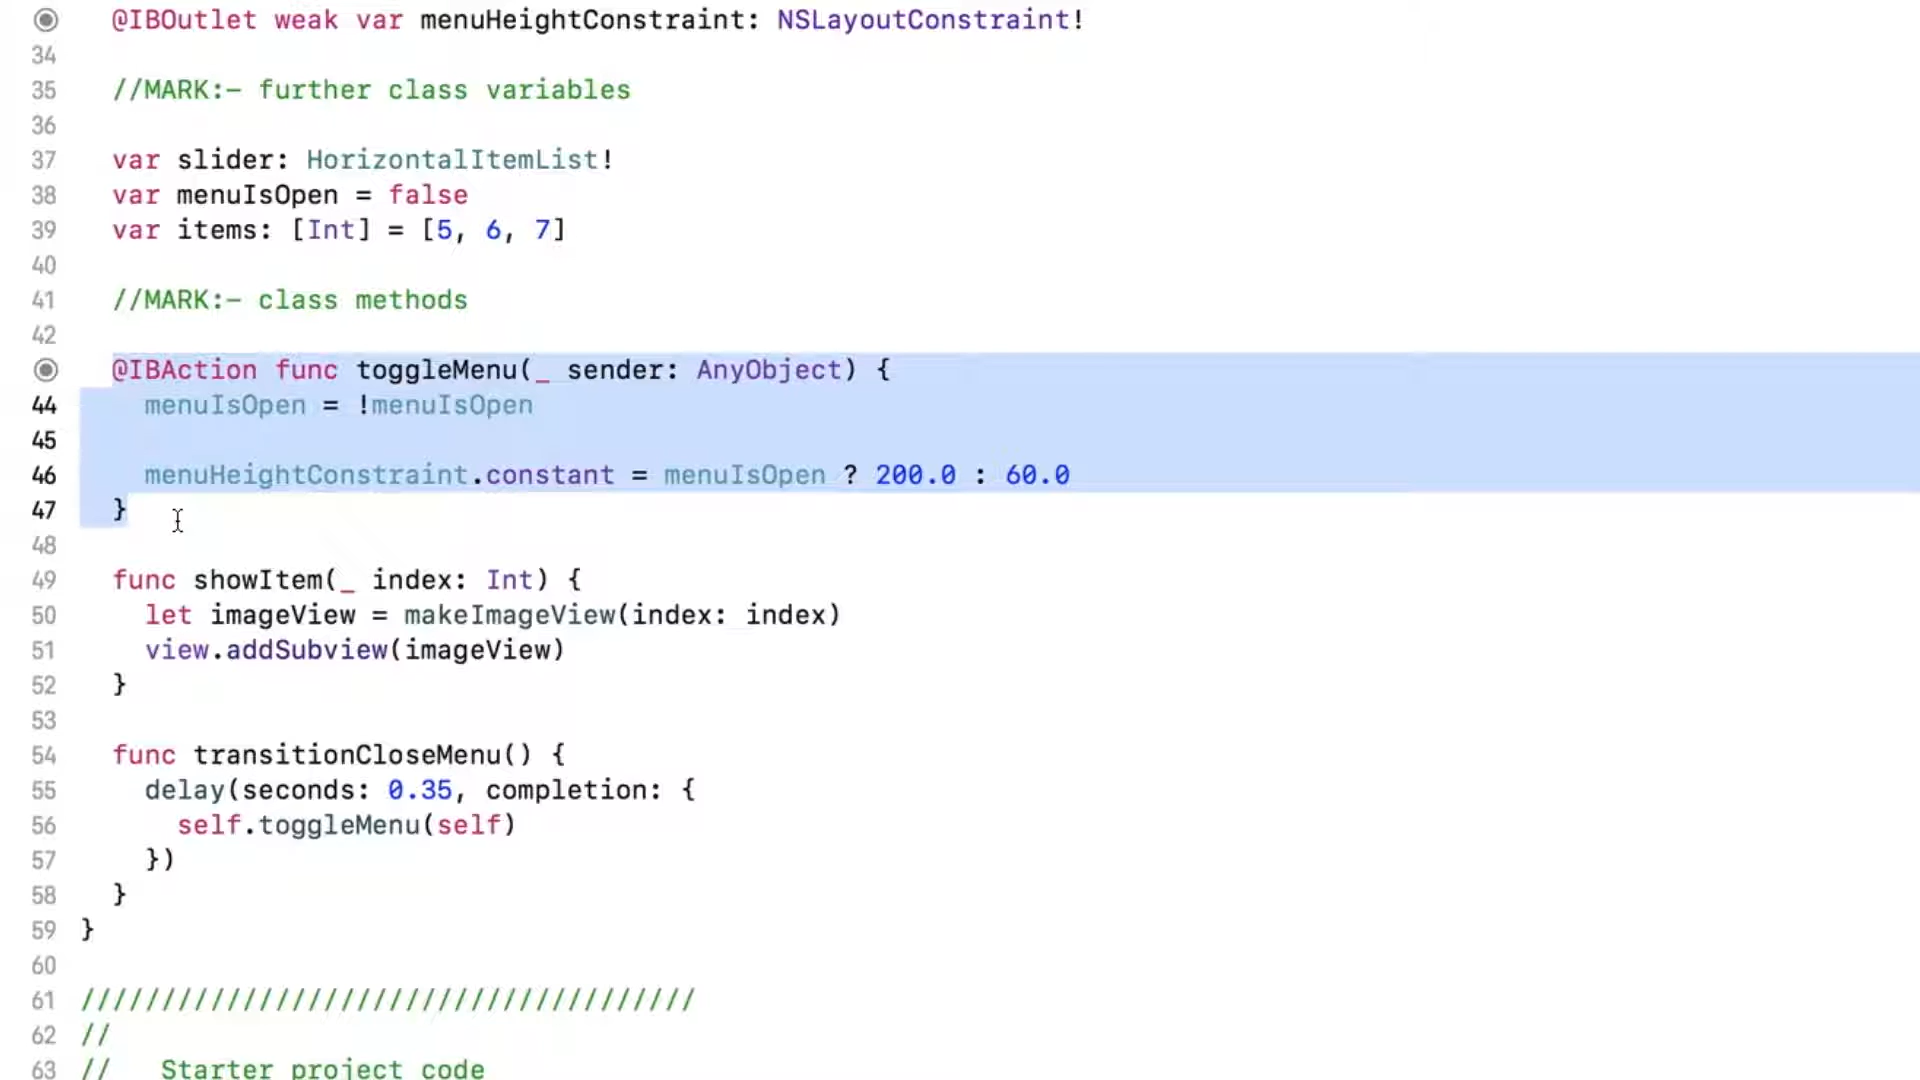 @IBOutlet weak var menuHeightConstraint: NSLayoutConstraint!
34
35 //MARK:- further class variables
36
37 var slider: HorizontalItemList!
38 var menuIsOpen = false
39 var items: [Int] = [5, 6, 7]
40
41 //MARK:- class methods
42
@IBAction func toggleMenu(_ sender: AnyObject) {
44 menuIsOpen = !menuIsOpen
45
46 menuHeightConstraint.constant = menuIsOpen ? 200.0 : 60.0
47 }
48
49 func showItem(_ index: Int) {
50 let imageView = makeImageView(index: index)
51 view.addSubview(imageView)
52 }
53
54 func transitionCloseMenu() {
55 delay(seconds: 0.35, completion: {
56 self.toggleMenu(self)
57 })
58 }
59 }
60
61 //////////////////////////////////////
62 //
63 // Starter project code